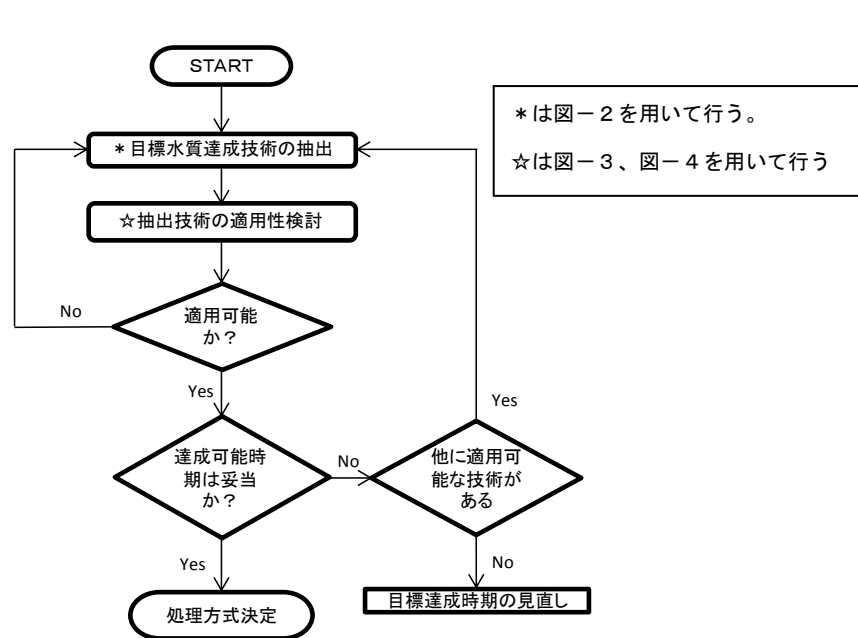 START
*は図-2を用いて行う。
☆は図-3、図-4を用いて行う
*目標水質達成技術の抽出
☆抽出技術の適用性検討
適用可能
か?
No
Yes
Yes
達成可能時
期は妥当
か?
No
他に適用可
能な技術が
ある
Yes
No
処理方式決定
目標達成時期の見直し